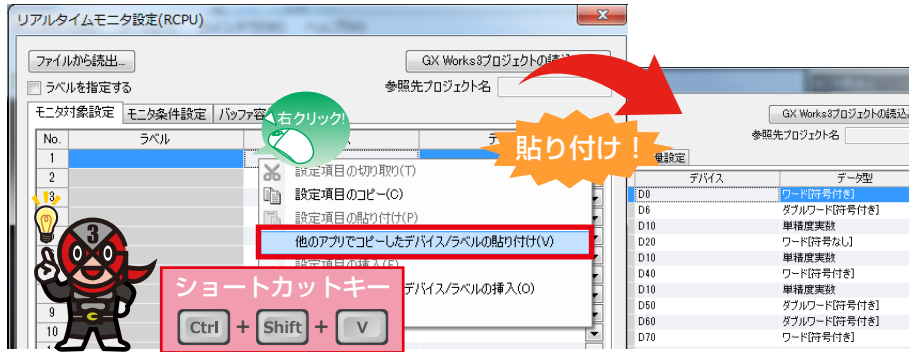 リアルタイムモニタ設定(RCPU)
ファイルから読出...
GX Works3プロジェクトの読込
ラベルを指定する
参照先プロジェクト名
モニタ対象設定
モニタ条件設定
バッファ容
No.
ラベル
デ
1
2
3
9
10
右クリック!
設定項目の切り取り(T)
設定項目のコピー(C)
設定項目の貼り付け(P)
他のアプリでコピーしたデバイス/ラベルの貼り付け(V)
設定項目の挿入(E)
デバイス/ラベルの挿入(O)
3
C
ショートカットキー
Ctrl + Shift + V
貼り付け!
GX Works3プロジェクトの読込
参照先プロジェクト名
量設定
デバイス データ型
D0 ワード[符号付き]
D6 ダブルワード[符号付き]
D10 単精度実数
D20 ワード[符号なし]
D10 単精度実数
D40 ワード[符号付き]
D10 単精度実数
D50 ダブルワード[符号付き]
D60 ダブルワード[符号付き]
D70 ワード[符号付き]